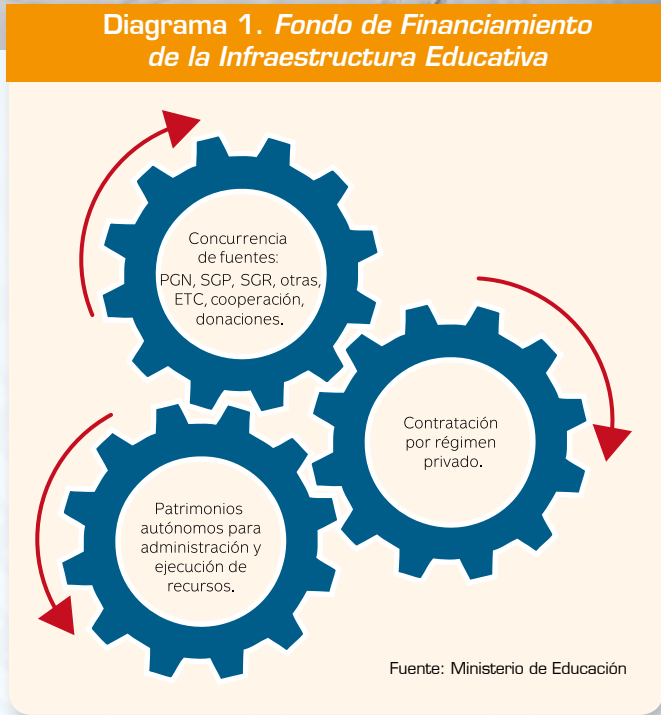 Diagrama 1. Fondo de Financiamiento
de la Infraestructura Educativa
Concurrencia
de fuentes:
PGN, SGP, SGR, otras,
ETC, cooperación,
donaciones.
Contratación
por régimen
privado.
Patrimonios
autónomos para
administración y
ejecución de
recursos.
Fuente: Ministerio de Educación